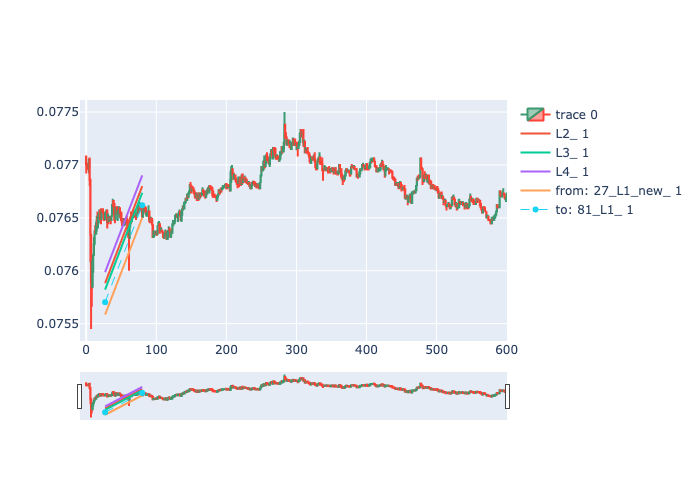 0.0775
0.077
0.0765
0.076
0.0755
0
100
200
300
400
500
600
trace 0
L2_ 1
L3_ 1
L4_ 1
from: 27_L1_new_ 1
to: 81_L1_ 1